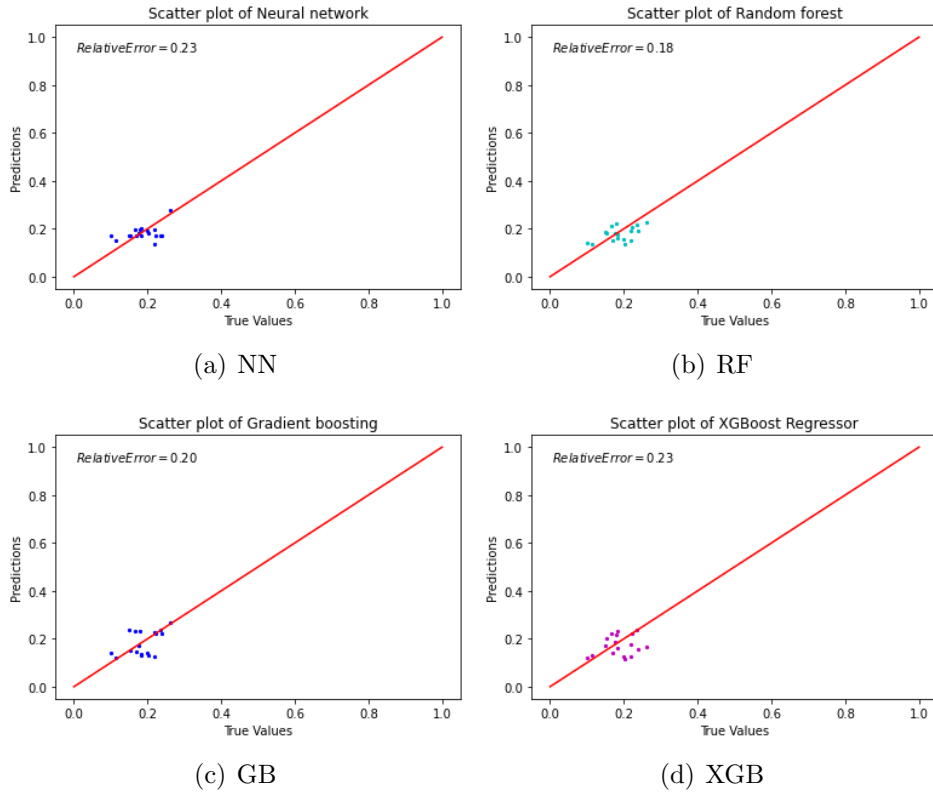 Scatter plot of Neural network
RelativeError = 0.23
1.0
0.8
0.6
0.4
0.2
0.0
Predictions
0.0 0.2 0.4 0.6 0.8 1.0
True Values
(a) NN
Scatter plot of Random forest
RelativeError = 0.18
1.0
0.8
0.6
0.4
0.2
0.0
Predictions
0.0 0.2 0.4 0.6 0.8 1.0
True Values
(b) RF
Scatter plot of Gradient boosting
RelativeError = 0.20
1.0
0.8
0.6
0.4
0.2
0.0
Predictions
0.0 0.2 0.4 0.6 0.8 1.0
True Values
(c) GB
Scatter plot of XGBoost Regressor
RelativeError = 0.23
1.0
0.8
0.6
0.4
0.2
0.0
Predictions
0.0 0.2 0.4 0.6 0.8 1.0
True Values
(d) XGB